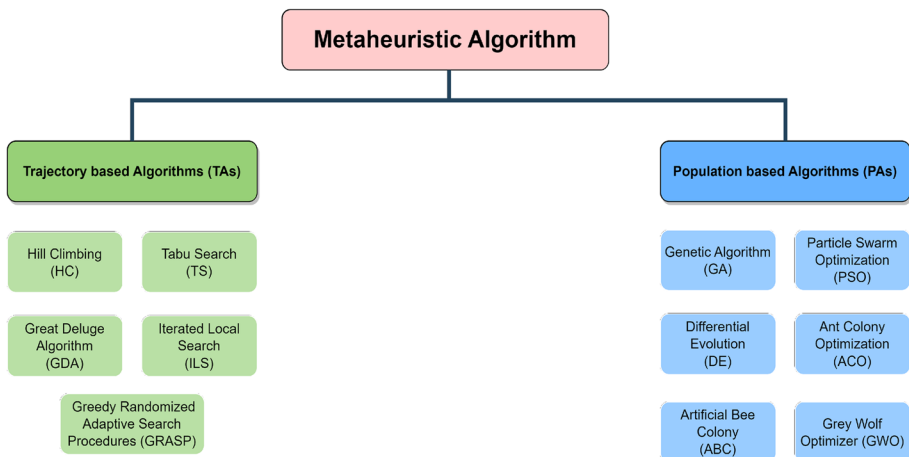 Metaheuristic Algorithm
Trajectory based Algorithms (TAs)
Population based Algorithms (PAs)
Hill Climbing
(HC)
Tabu Search
(TS)
Great Deluge
Algorithm
(GDA)
Iterated Local
Search
(ILS)
Greedy Randomized
Adaptive Search
Procedures (GRASP)
Genetic Algorithm
(GA)
Particle Swarm
Optimization
(PSO)
Differential
Evolution
(DE)
Ant Colony
Optimization
(ACO)
Artificial Bee
Colony
(ABC)
Grey Wolf
Optimizer (GWO)